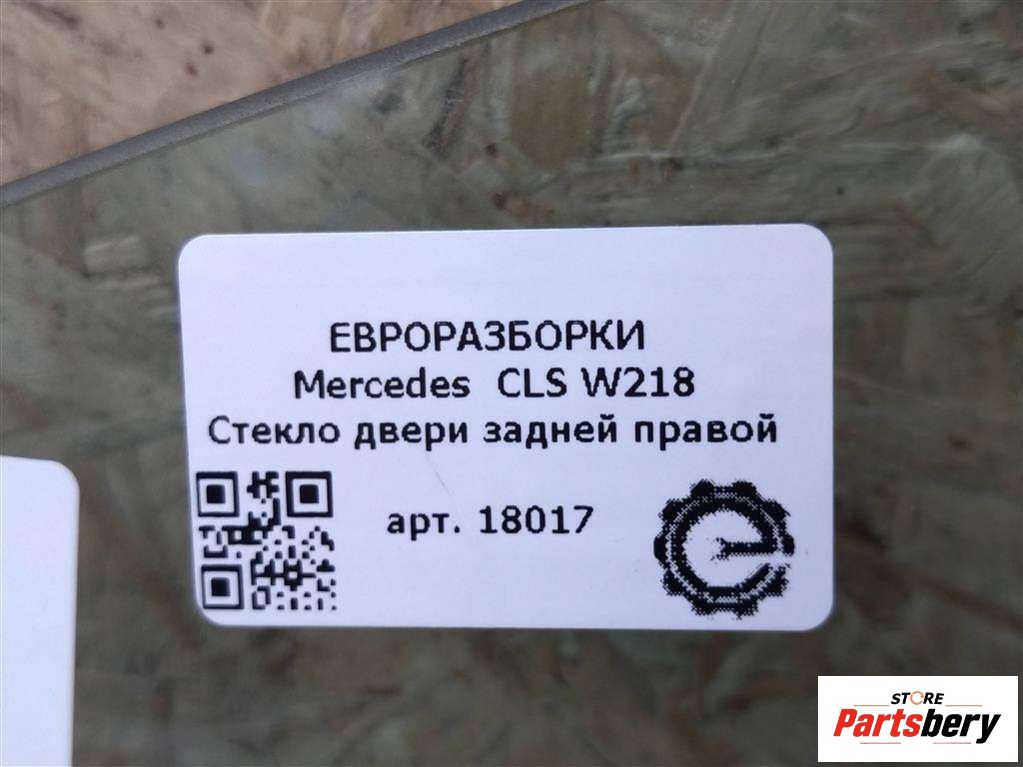 ЕВРОРАЗБОРКИ
Mercedes CLS W218
Стекло двери задней правой
арт. 18017
STORE
Partsbery